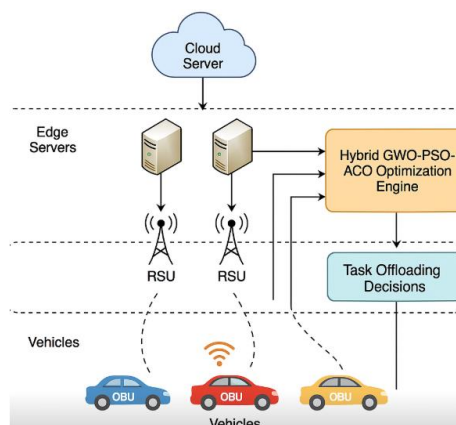 Cloud
Server
Edge
Servers
Hybrid GWO-PSO-
ACO Optimization
Engine
RSU
RSU
Task Offloading
Decisions
Vehicles
OBU
OBU
OBU
Vehicles